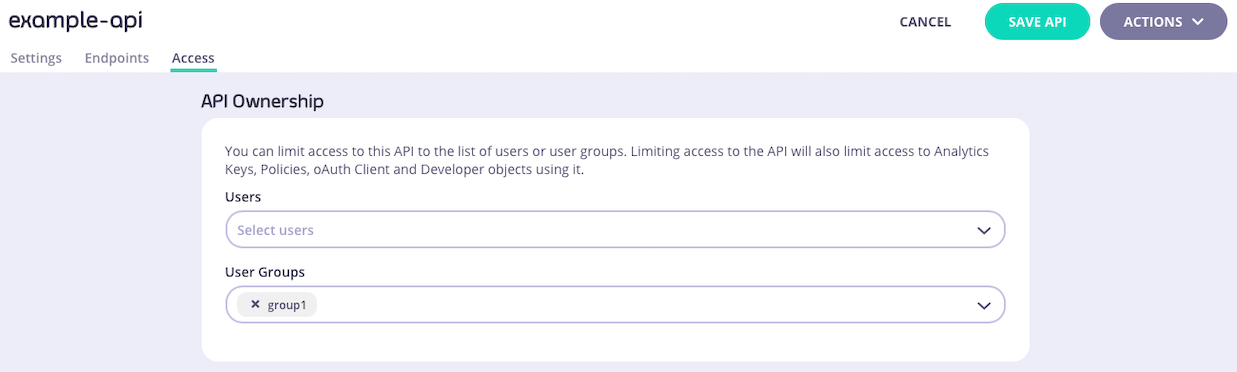 example-api
CANCEL
SAVE API
ACTIONS
Settings
Endpoints
Access
API Ownership
You can limit access to this API to the list of users or user groups. Limiting access to the API will also limit access to Analytics
Keys, Policies, oAuth Client and Developer objects using it.
Users
Select users
User Groups
× group1